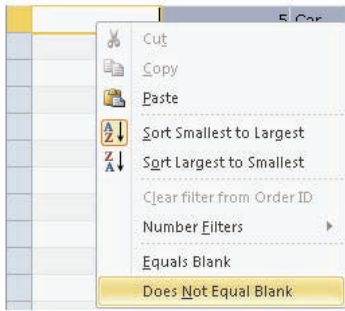 5 Car
Cut
Copy
Paste
Sort Smallest to Largest
Sort Largest to Smallest
Clear filter from Order ID
Number Filters
Equals Blank
Does Not Equal Blank